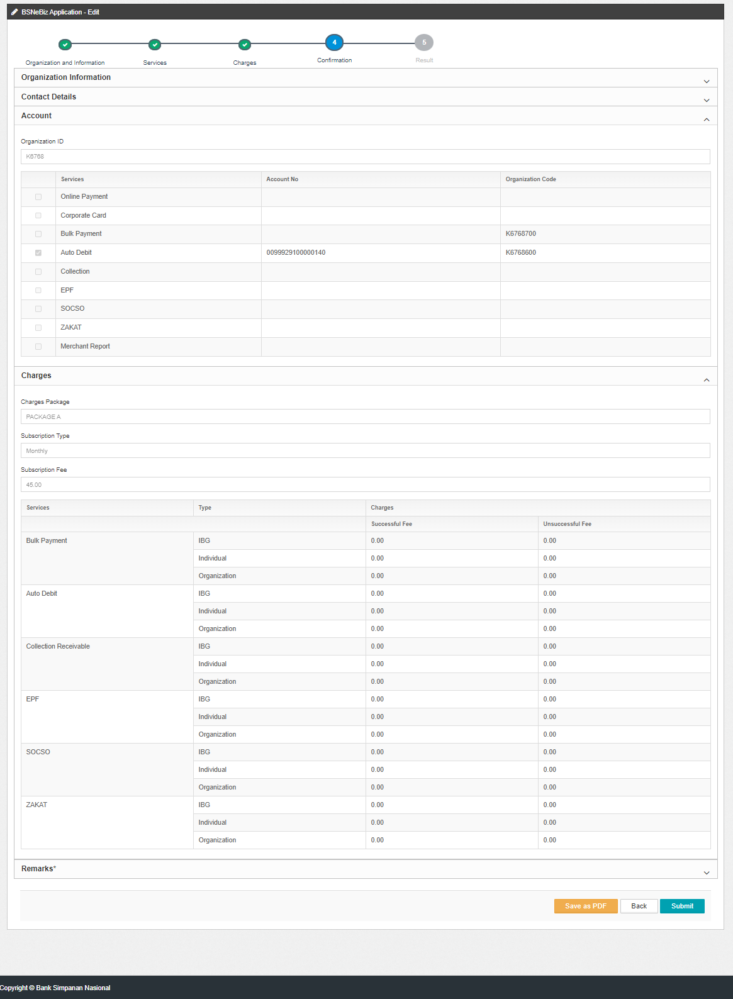 BSNeBiz Application - Edit
4
5
Organization and Information
Services
Charges
Confirmation
Result
Organization Information
Contact Details
Account
Organization ID
K6768
Services Account No Organization Code
Online Payment
Corporate Card
Bulk Payment K6768700
Auto Debit 0099929100000140 K6768600
Collection
EPF
SOCSO
ZAKAT
Merchant Report
Charges
Charges Package
PACKAGE A
Subscription Type
Monthly
Subscription Fee
45.00
Services Type Charges
Successful Fee Unsuccessful Fee
Bulk Payment IBG 0.00 0.00
Individual 0.00 0.00
Organization 0.00 0.00
Auto Debit IBG 0.00 0.00
Individual 0.00 0.00
Organization 0.00 0.00
Collection Receivable IBG 0.00 0.00
Individual 0.00 0.00
Organization 0.00 0.00
EPF IBG 0.00 0.00
Individual 0.00 0.00
Organization 0.00 0.00
SOCSO IBG 0.00 0.00
Individual 0.00 0.00
Organization 0.00 0.00
ZAKAT IBG 0.00 0.00
Individual 0.00 0.00
Organization 0.00 0.00
Remarks*
Save as PDF Back Submit
Copyright © Bank Simpanan Nasional